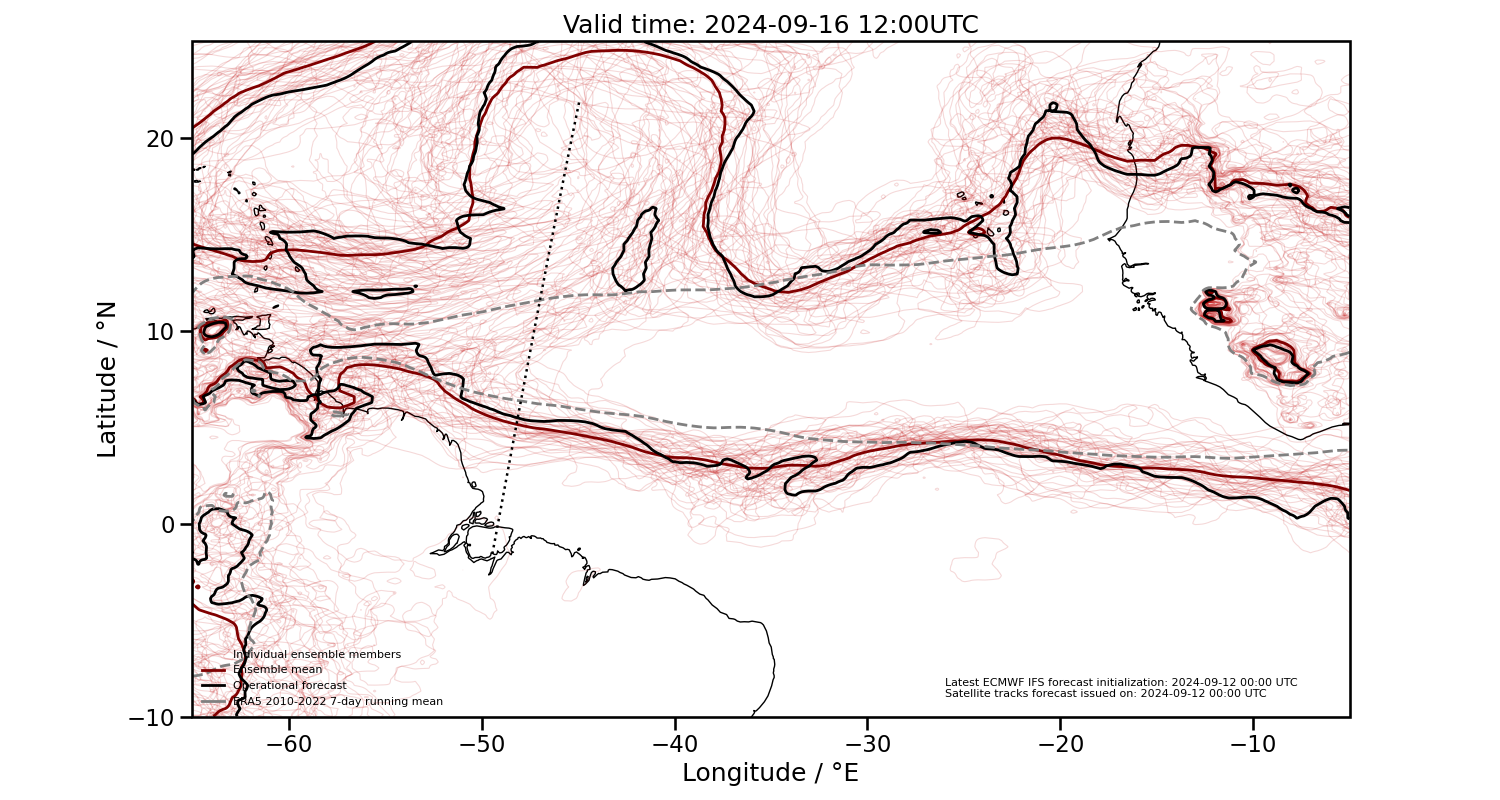 Valid time: 2024-09-16 12:00UTC
20
10
0
−10
Latitude / °N
−60
−50
−40
−30
−20
−10
Longitude / °E
Individual ensemble members
Ensemble mean
Operational forecast
ERA5 2010-2022 7-day running mean
Latest ECMWF IFS forecast initialization: 2024-09-12 00:00 UTC
Satellite tracks forecast issued on: 2024-09-12 00:00 UTC